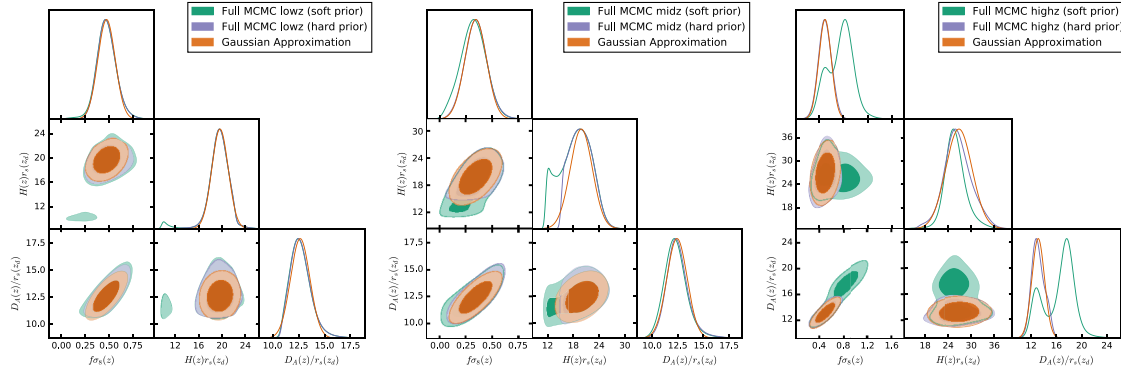 Full MCMC lowz (soft prior)
Full MCMC lowz (hard prior)
Gaussian Approximation
24
20
16
12
H(z)r_s(z_d)
17.5
15.0
12.5
10.0
D_A(z)/r_s(z_d)
0.00 0.25 0.50 0.75
fσ_8(z)
12 16 20 24
H(z)r_s(z_d)
10.0 12.5 15.0 17.5
D_A(z)/r_s(z_d)
Full MCMC midz (soft prior)
Full MCMC midz (hard prior)
Gaussian Approximation
30
24
18
12
H(z)r_s(z_d)
17.5
15.0
12.5
10.0
D_A(z)/r_s(z_d)
0.00 0.25 0.50 0.75
fσ_8(z)
12 18 24 30
H(z)r_s(z_d)
10.0 12.5 15.0 17.5
D_A(z)/r_s(z_d)
Full MCMC highz (soft prior)
Full MCMC highz (hard prior)
Gaussian Approximation
36
30
24
18
H(z)r_s(z_d)
24
20
16
12
D_A(z)/r_s(z_d)
0.4 0.8 1.2 1.6
fσ_8(z)
18 24 30 36
H(z)r_s(z_d)
12 16 20 24
D_A(z)/r_s(z_d)